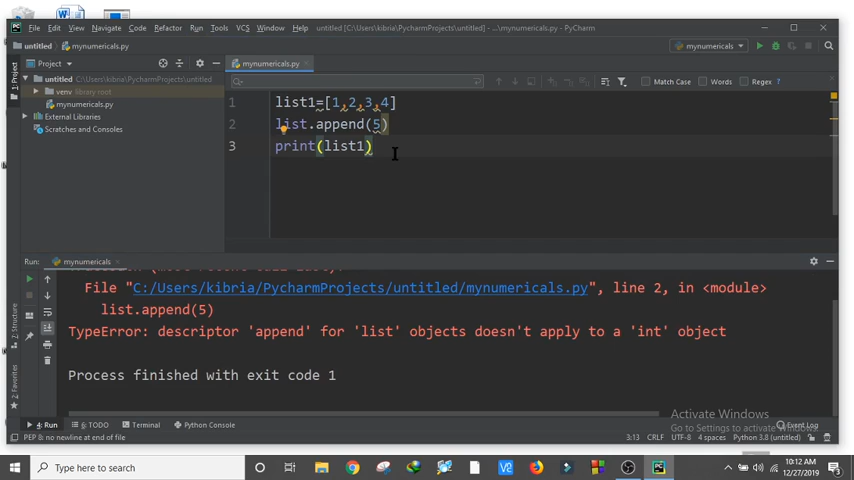 File Edit View Navigate Code Refactor Run Tools VCS Window Help untitled [C:\Users\kibria\PycharmProjects\untitled] - ...\mynumericals.py - PyCharm
untitled mynumericals.py mynumericals
Project mynumericals.py
1: Project
untitled C:\Users\kibria\PycharmProjects\untitled
venv library root
mynumericals.py
External Libraries
Scratches and Consoles
Match Case Words Regex ?
1 list1=[1,2,3,4]
2 list.append(5)
3 print(list1)
Run: mynumericals
File "C:/Users/kibria/PycharmProjects/untitled/mynumericals.py", line 2, in <module>
list.append(5)
TypeError: descriptor 'append' for 'list' objects doesn't apply to a 'int' object
Process finished with exit code 1
7: Structure
2: Favorites
Activate Windows
Go to Settings to activate Windows.
4: Run 6: TODO Terminal Python Console Event Log
PEP 8: no newline at end of file 3:13 CRLF UTF-8 4 spaces Python 3.8 (untitled)
Type here to search
10:12 AM
12/27/2019